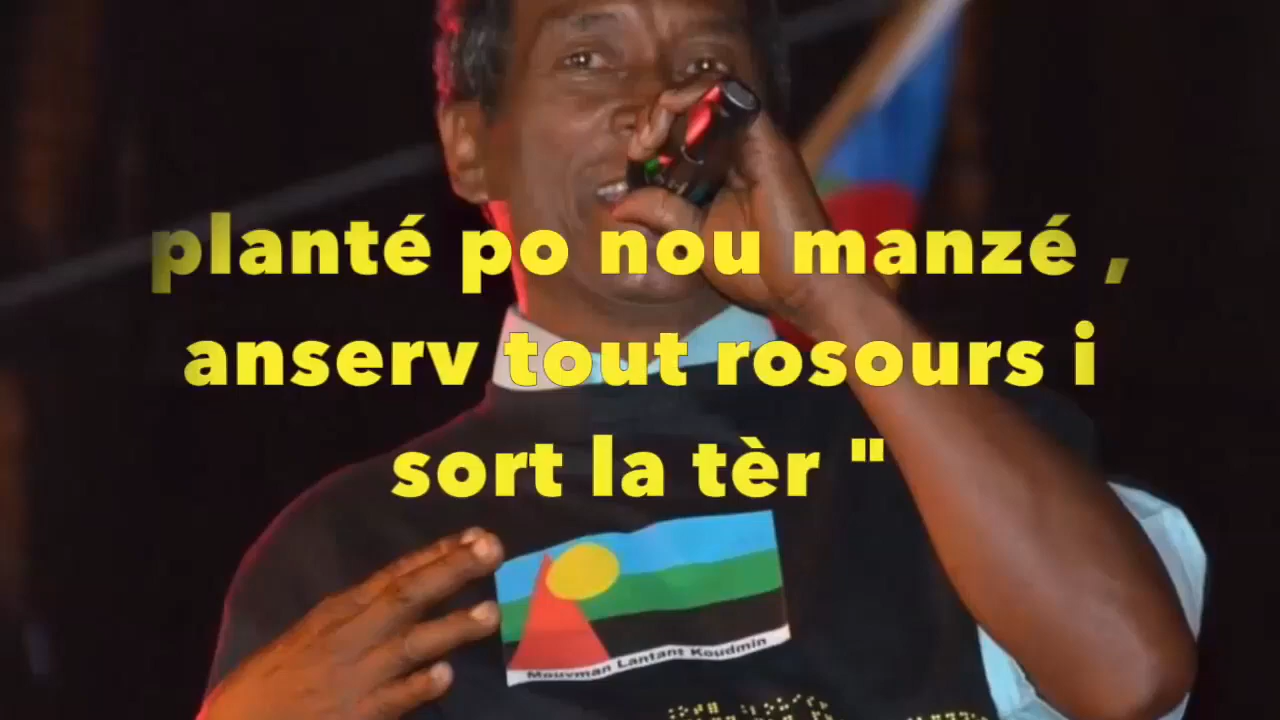 planté po nou manzé ,
anserv tout rosours i
sort la tèr "
Mouvman Lantant Koudmin